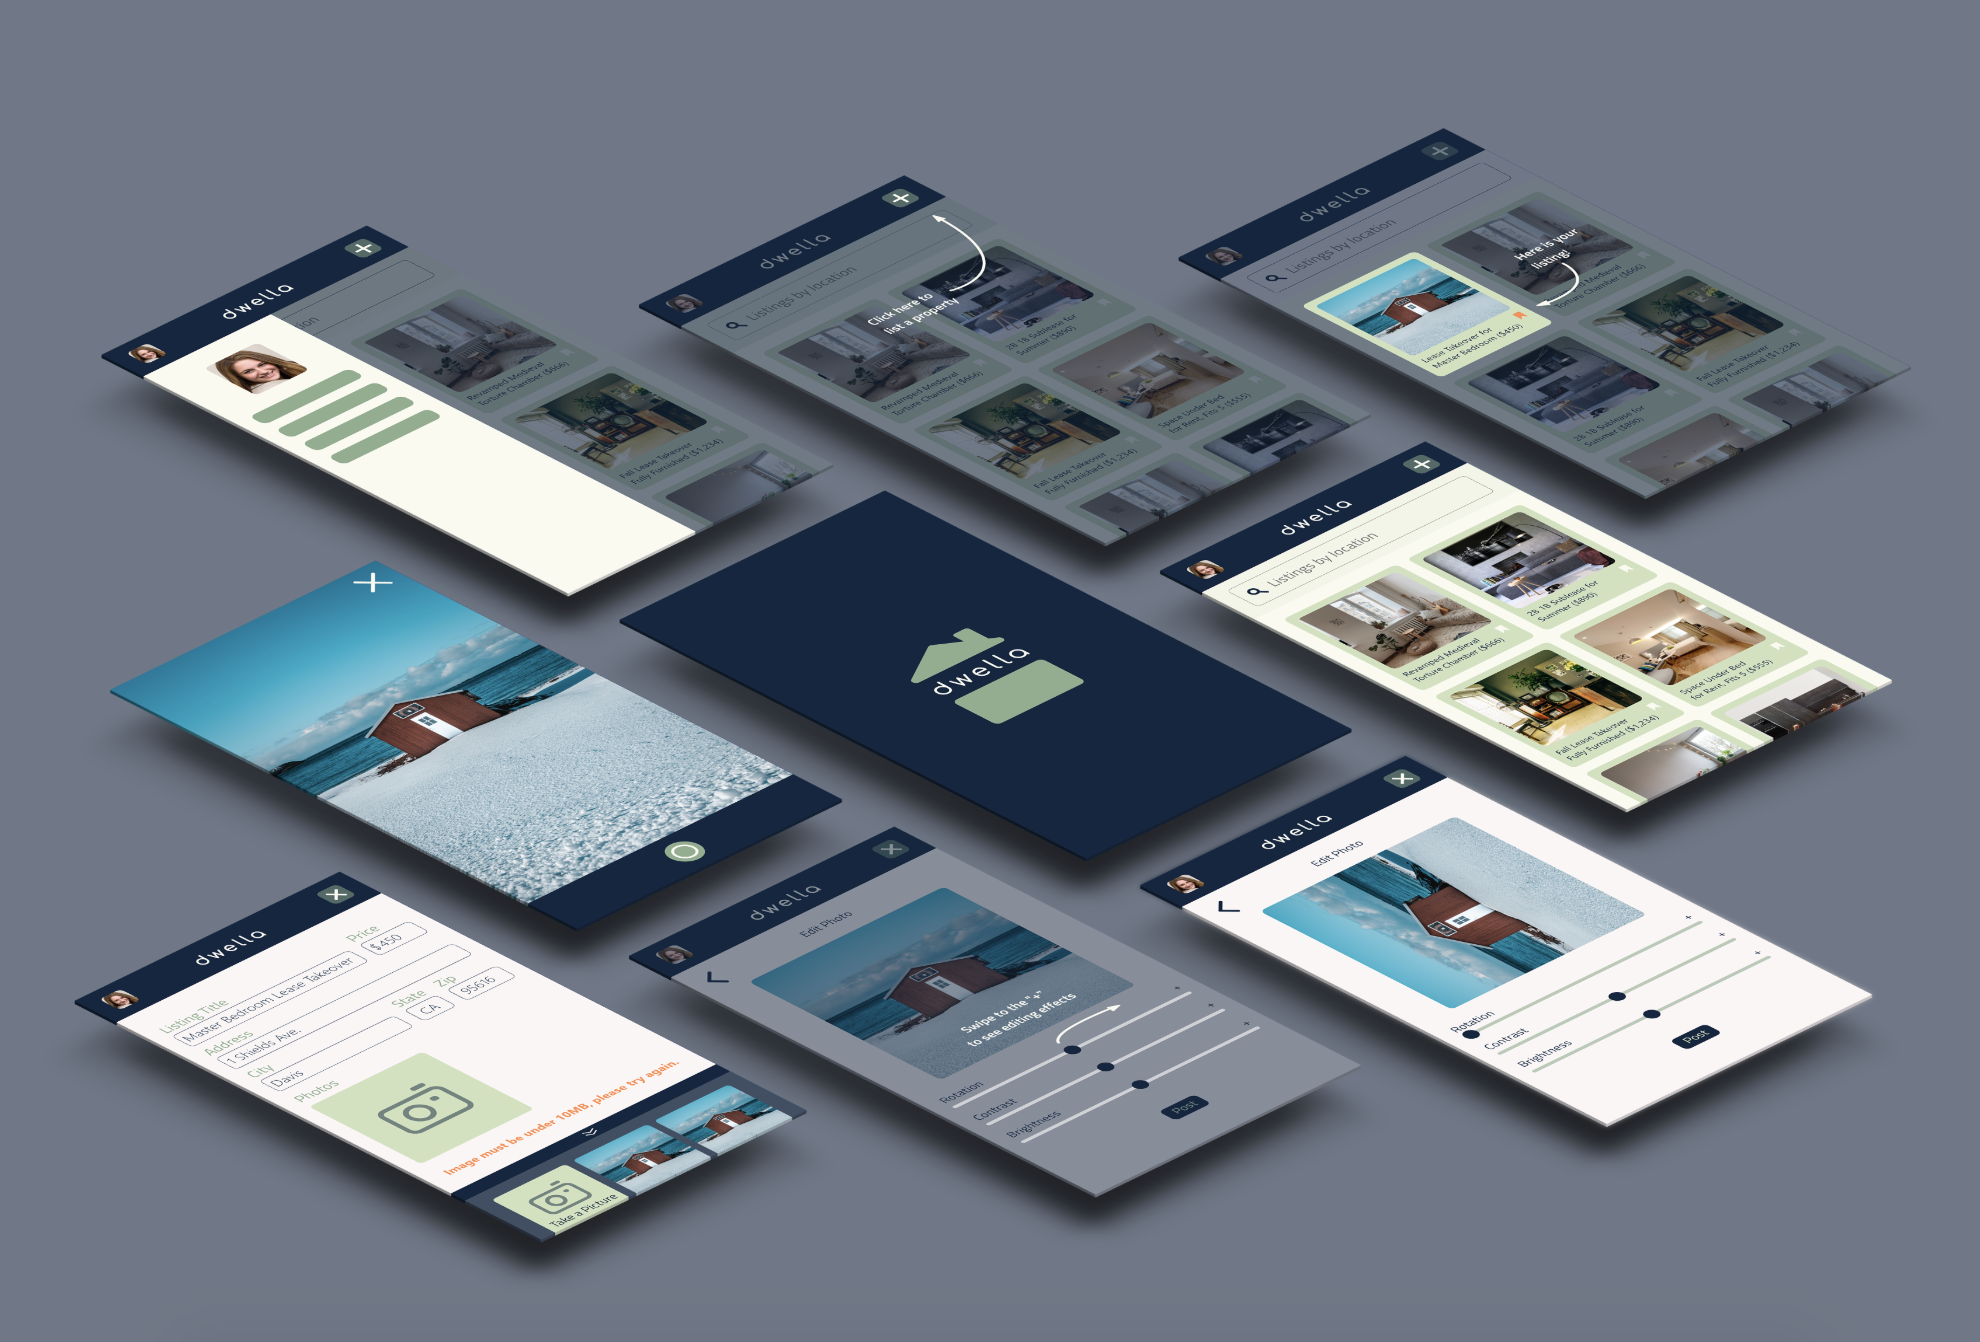 dwella
tion
Revamped Medieval
Torture Chamber ($666)
Fall Lease Takeover
Fully Furnished ($1,234)
dwella
Listings by location
Click here to
list a property
Revamped Medieval
Torture Chamber ($666)
2B 1B Sublease for
Summer ($890)
Fall Lease Takeover
Fully Furnished ($1,234)
Space Under Bed
for Rent, Fits 5 ($555)
dwella
Listings by location
Here is your
listing!
Lease Takeover for
Master Bedroom ($450)
Medieval
Torture Chamber ($666)
2B 1B Sublease for
Summer ($890)
Fall Lease Takeover
Fully Furnished ($1,234)
dwella
dwella
Listings by location
Revamped Medieval
Torture Chamber ($666)
2B 1B Sublease for
Summer ($890)
Fall Lease Takeover
Fully Furnished ($1,234)
Space Under Bed
for Rent, Fits 5 ($555)
dwella
Listing Title
Master Bedroom Lease Takeover
Price
$450
Address
1 Shields Ave.
City
Davis
State
CA
Zip
95616
Photos
Image must be under 10MB, please try again.
Take a Picture
dwella
Edit Photo
Swipe to the "+"
to see editing effects
Rotation
+
Contrast
+
Brightness
+
Post
dwella
Edit Photo
Rotation
+
Contrast
+
Brightness
+
Post